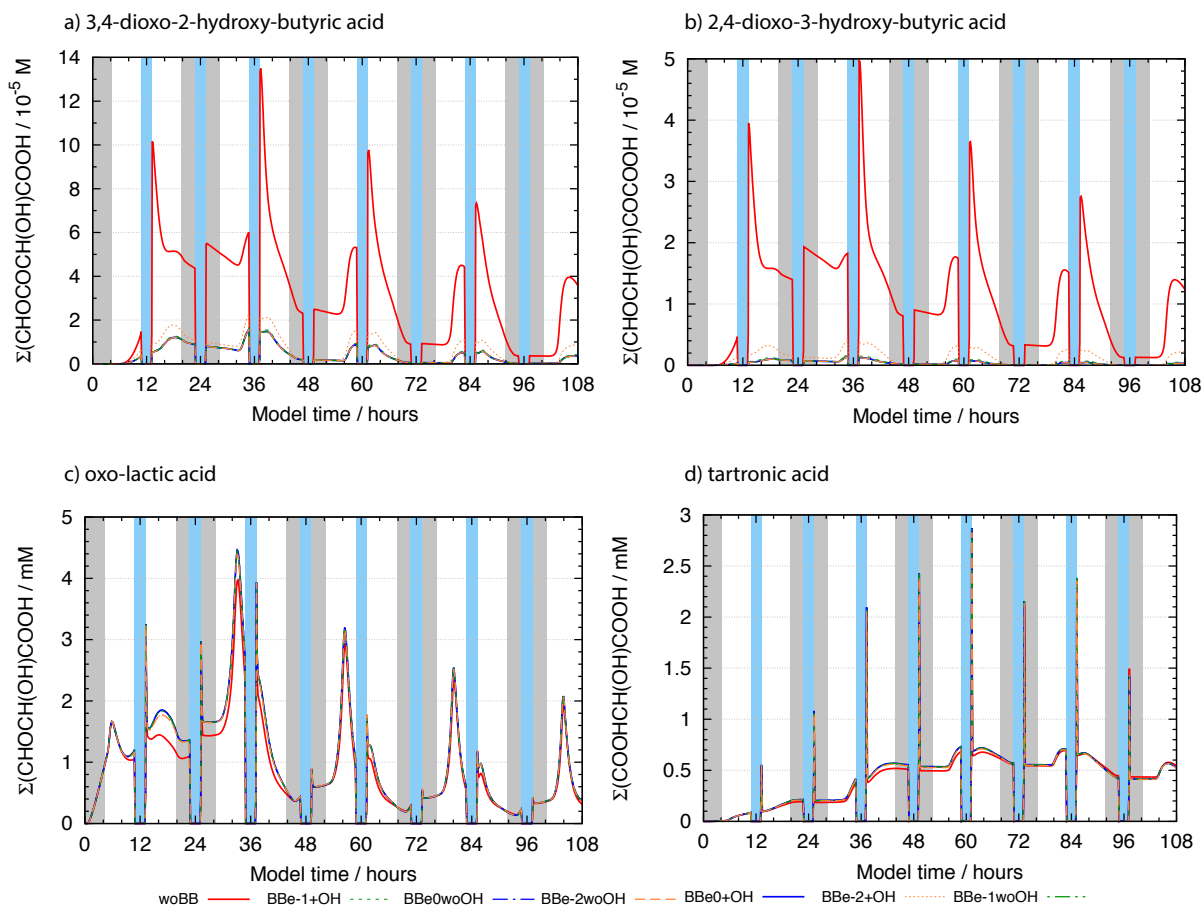 a) 3,4-dioxo-2-hydroxy-butyric acid
Σ(CHOCOCH(OH)COOH / 10⁻⁵ M
14
12
10
8
6
4
2
0
0 12 24 36 48 60 72 84 96 108
Model time / hours
b) 2,4-dioxo-3-hydroxy-butyric acid
Σ(CHOCH(OH)COCOOH / 10⁻⁵ M
5
4
3
2
1
0
0 12 24 36 48 60 72 84 96 108
Model time / hours
c) oxo-lactic acid
Σ(CHOCH(OH)COOH / mM
5
4
3
2
1
0
0 12 24 36 48 60 72 84 96 108
Model time / hours
d) tartronic acid
Σ(COOHCH(OH)COOH / mM
3
2.5
2
1.5
1
0.5
0
0 12 24 36 48 60 72 84 96 108
Model time / hours
woBB BBe-1+OH BBe0woOH BBe-2woOH BBe0+OH BBe-2+OH BBe-1woOH